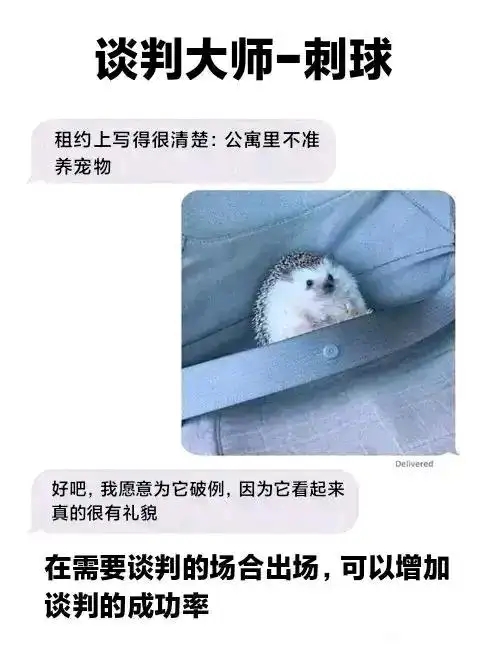 谈判大师-刺球
租约上写得很清楚：公寓里不准
养宠物
Delivered
好吧，我愿意为它破例，因为它看起来
真的很有礼貌
在需要谈判的场合出场，可以增加
谈判的成功率